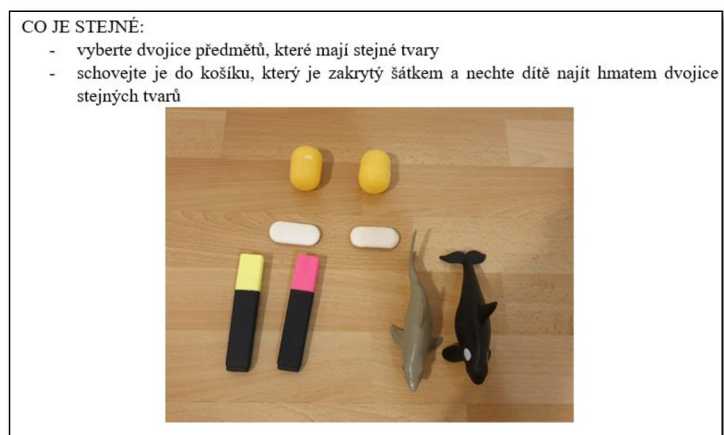 CO JE STEJNÉ:
- vyberte dvojice předmětů, které mají stejné tvary
- schovejte je do košíku, který je zakrytý šátkem a nechte dítě najít hmatem dvojice
stejných tvarů